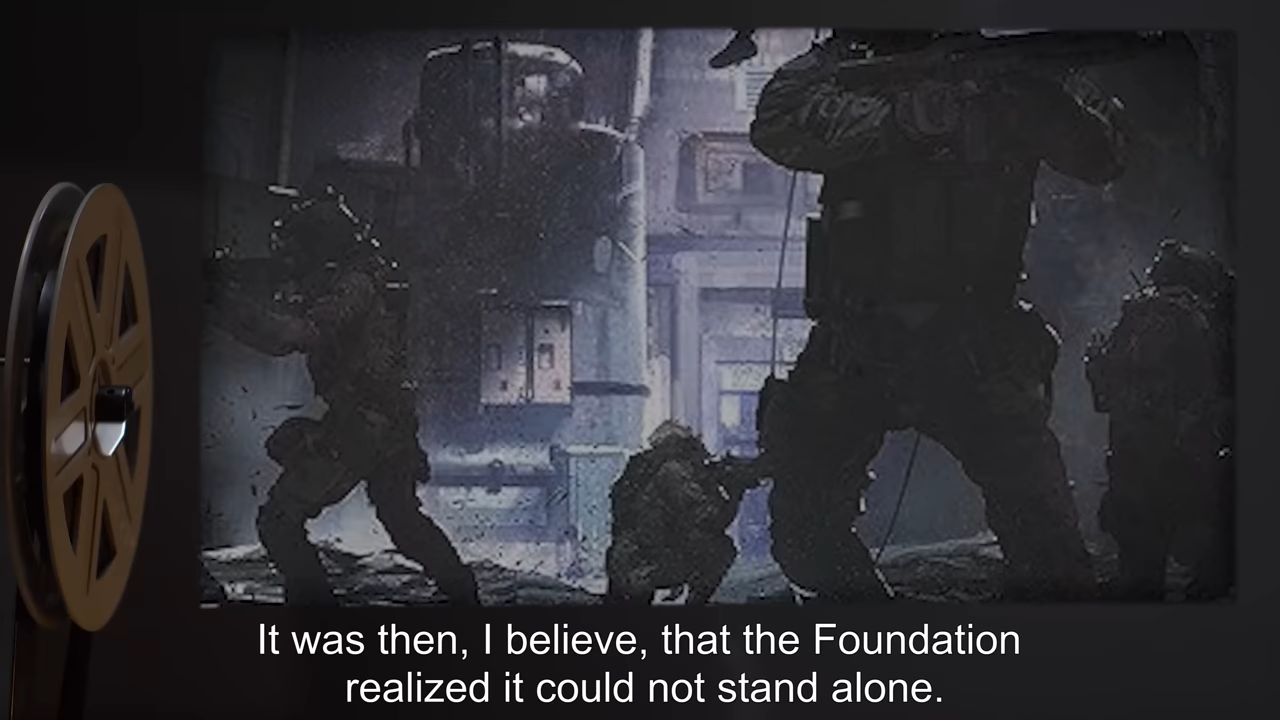 It was then, I believe, that the Foundation
realized it could not stand alone.